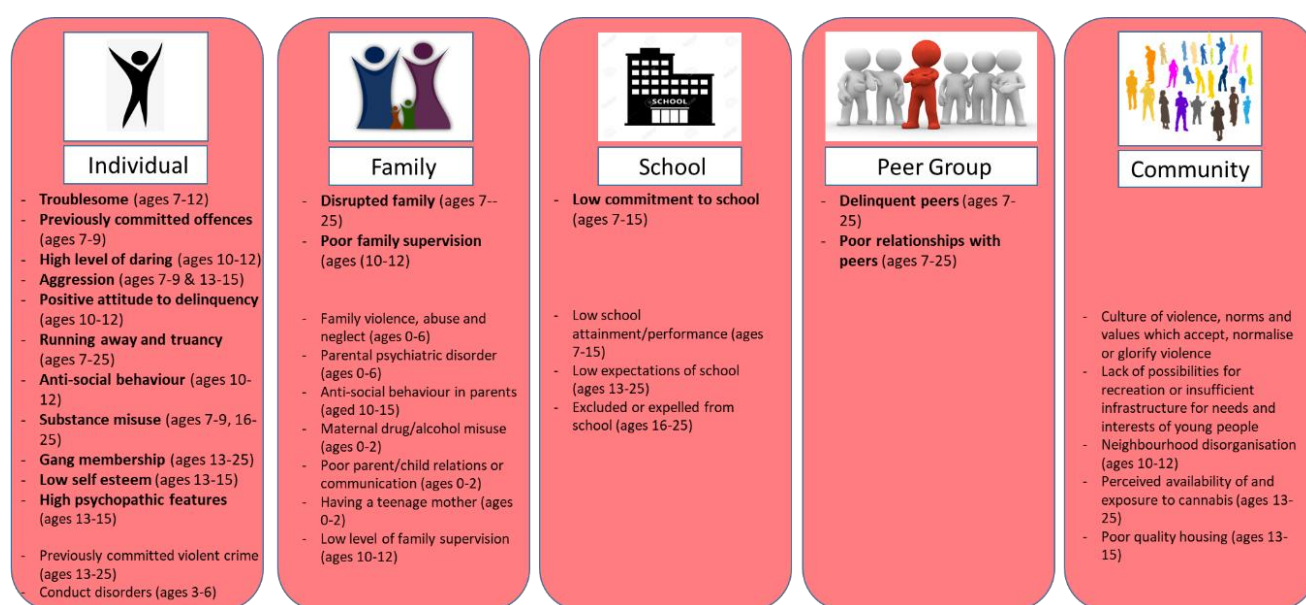 SCHOOL
Individual
- Troublesome (ages 7-12)
- Previously committed offences
(ages 7-9)
- High level of daring (ages 10-12)
- Aggression (ages 7-9 & 13-15)
- Positive attitude to delinquency
(ages 10-12)
- Running away and truancy
(ages 7-25)
- Anti-social behaviour (ages 10-
12)
- Substance misuse (ages 7-9, 16-
25)
- Gang membership (ages 13-25)
- Low self esteem (ages 13-15)
- High psychopathic features
(ages 13-15)
- Previously committed violent crime
(ages 13-25)
- Conduct disorders (ages 3-6)
Family
- Disrupted family (ages 7--
25)
- Poor family supervision
(ages (10-12)
- Family violence, abuse and
neglect (ages 0-6)
- Parental psychiatric disorder
(ages 0-6)
- Anti-social behaviour in parents
(aged 10-15)
- Maternal drug/alcohol misuse
(ages 0-2)
- Poor parent/child relations or
communication (ages 0-2)
- Having a teenage mother (ages
0-2)
- Low level of family supervision
(ages 10-12)
School
- Low commitment to school
(ages 7-15)
- Low school
attainment/performance (ages
7-15)
- Low expectations of school
(ages 13-25)
- Excluded or expelled from
school (ages 16-25)
Peer Group
- Delinquent peers (ages 7-
25)
- Poor relationships with
peers (ages 7-25)
Community
- Culture of violence, norms and
values which accept, normalise
or glorify violence
- Lack of possibilities for
recreation or insufficient
infrastructure for needs and
interests of young people
- Neighbourhood disorganisation
(ages 10-12)
- Perceived availability of and
exposure to cannabis (ages 13-
25)
- Poor quality housing (ages 13-
15)